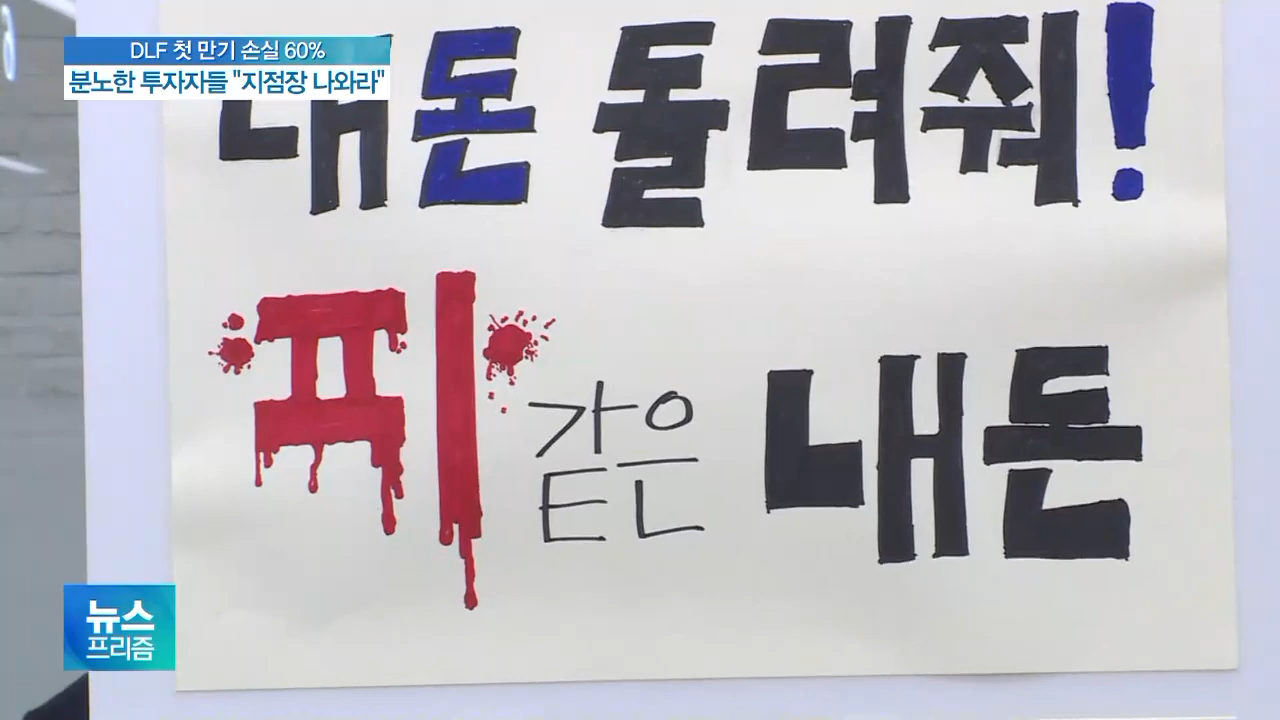 DLF 첫 만기 손실 60%
분노한 투자자들 "지점장 나와라"
내돈 돌려줘!
피 같은 내돈
뉴스
프리즘